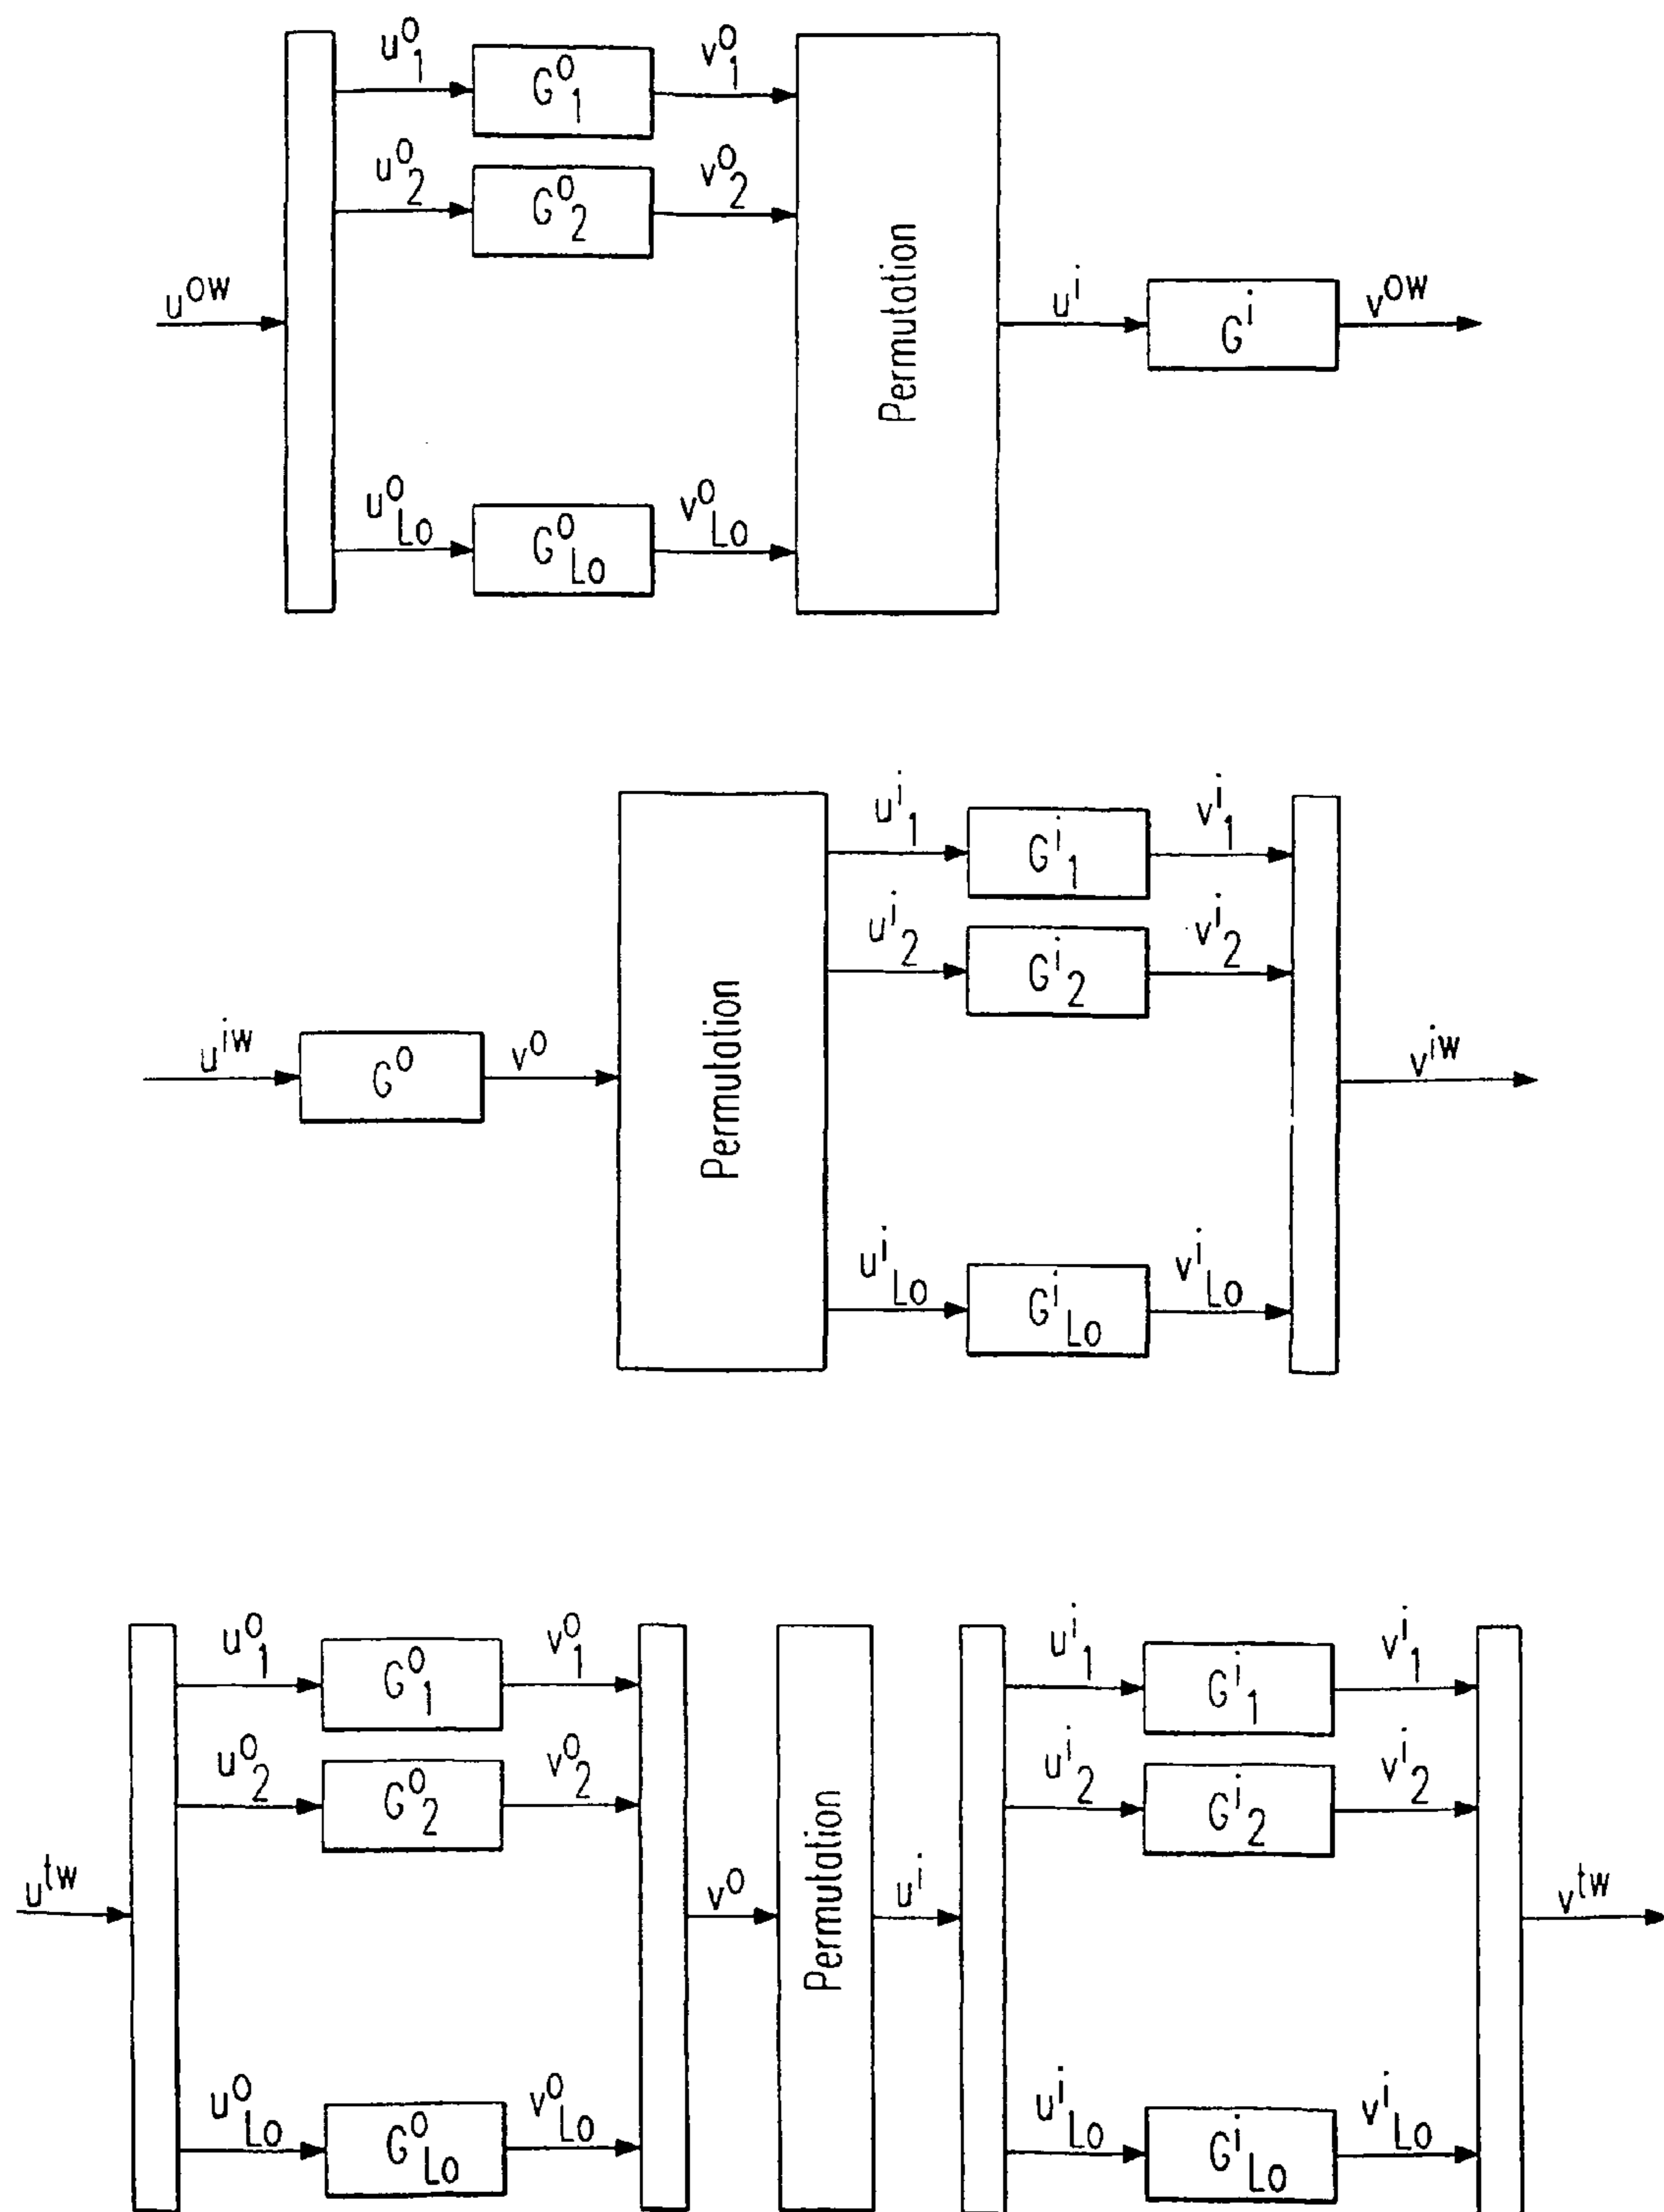 u^ow
u^o_1
G^o_1
v^o_1
u^o_2
G^o_2
v^o_2
u^o_Lo
G^o_Lo
v^o_Lo
Permutation
u^i
G^i
v^ow
u^iw
G^o
v^o
Permutation
u^i_1
G^i_1
v^i_1
u^i_2
G^i_2
v^i_2
u^i_Lo
G^i_Lo
v^i_Lo
v^iw
u^tw
u^o_1
G^o_1
v^o_1
u^o_2
G^o_2
v^o_2
u^o_Lo
G^o_Lo
v^o_Lo
v^o
Permutation
u^i
u^i_1
G^i_1
v^i_1
u^i_2
G^i_2
v^i_2
u^i_Lo
G^i_Lo
v^i_Lo
v^tw